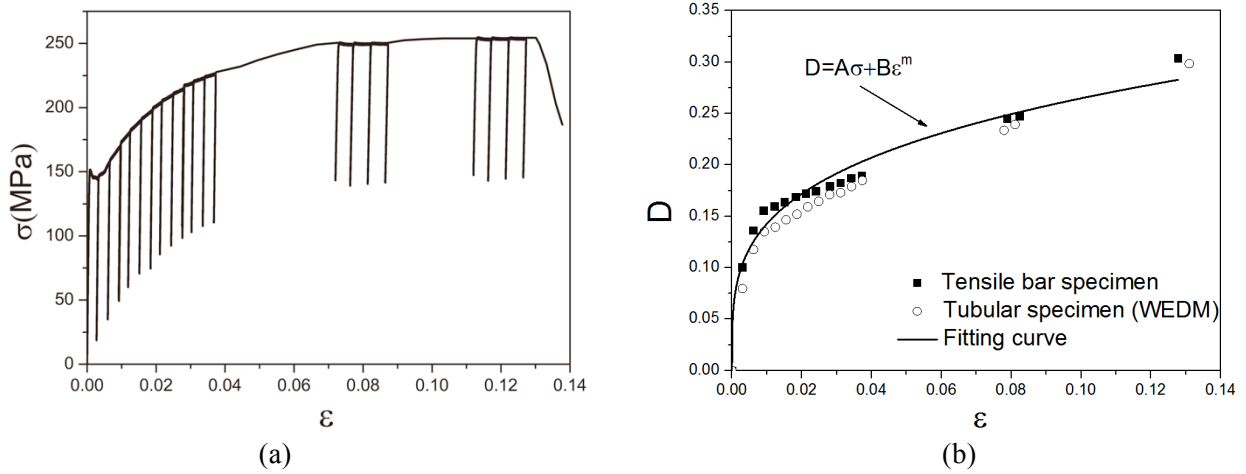 (a)
σ(MPa)
250
200
150
100
50
0
0.00 0.02 0.04 0.06 0.08 0.10 0.12 0.14
ε
(b)
D
0.35
0.30
0.25
0.20
0.15
0.10
0.05
0.00
D=Aσ+Bε^m
Tensile bar specimen
Tubular specimen (WEDM)
Fitting curve
0.00 0.02 0.04 0.06 0.08 0.10 0.12 0.14
ε